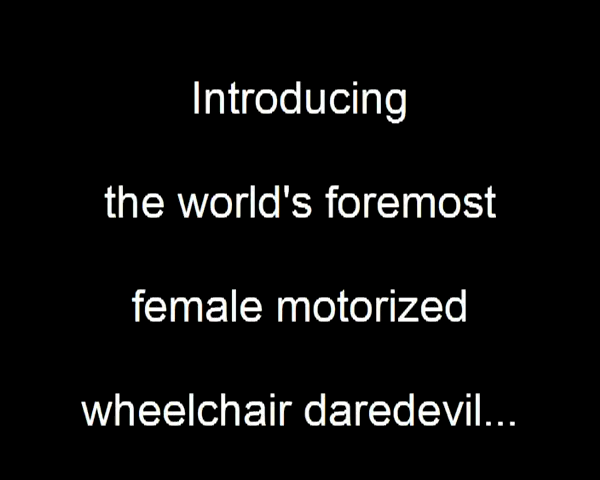 Introducing
the world's foremost
female motorized
wheelchair daredevil...